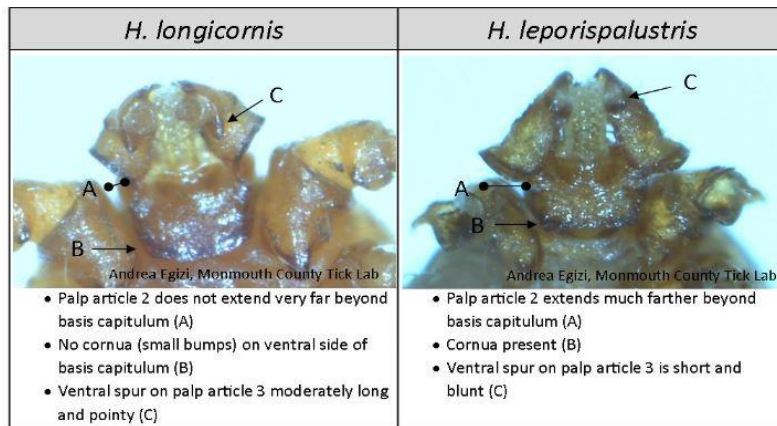 H. longicornis
H. leporispalustris
C
A
B
Andrea Egizi, Monmouth County Tick Lab
C
A
B
Andrea Egizi, Monmouth County Tick Lab
• Palp article 2 does not extend very far beyond
basis capitulum (A)
• No cornua (small bumps) on ventral side of
basis capitulum (B)
• Ventral spur on palp article 3 moderately long
and pointy (C)
• Palp article 2 extends much farther beyond
basis capitulum (A)
• Cornua present (B)
• Ventral spur on palp article 3 is short and
blunt (C)